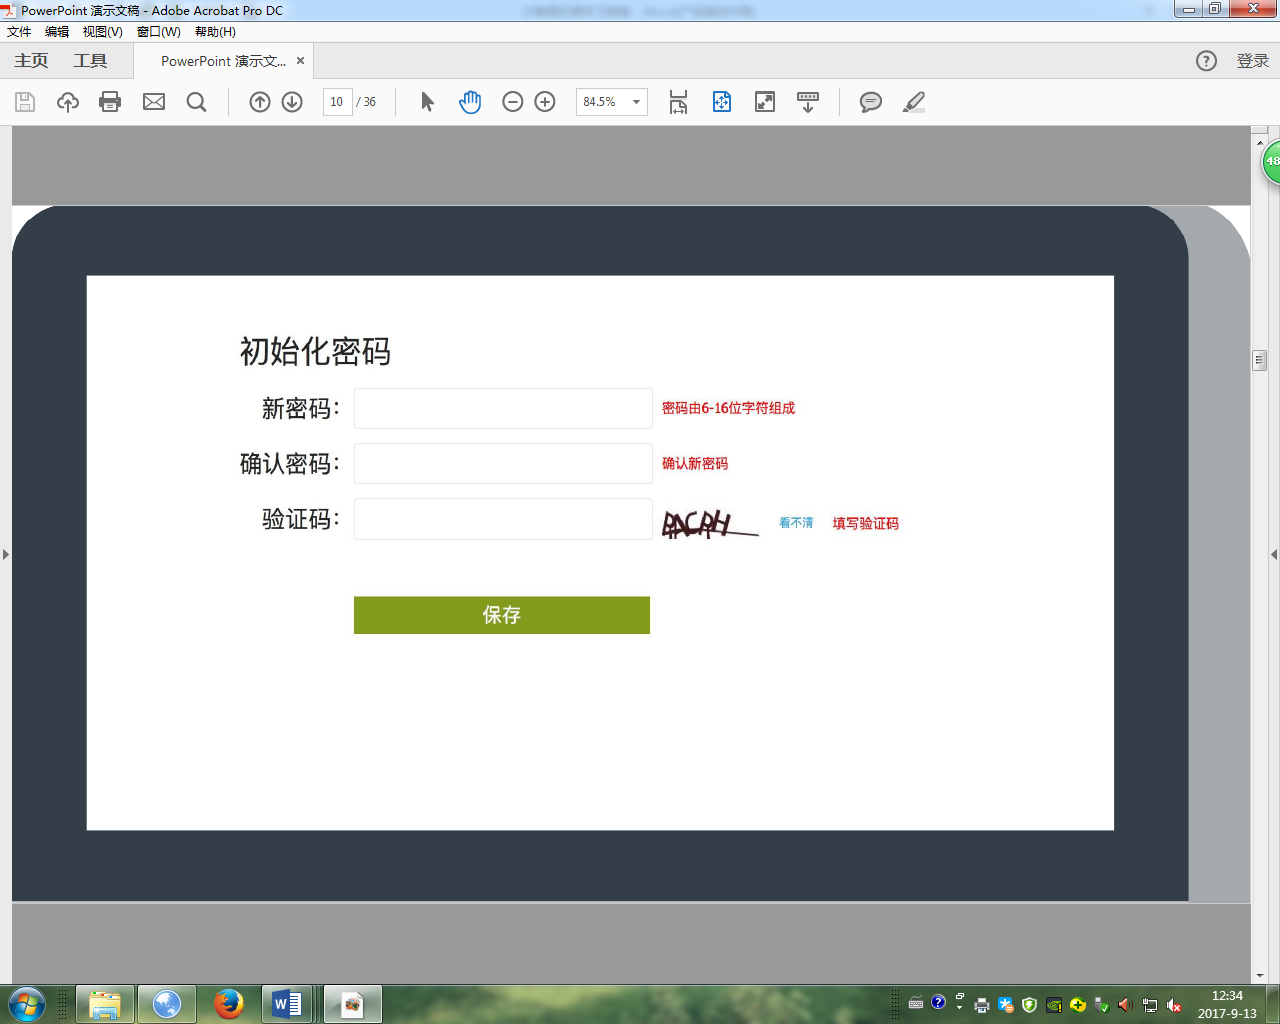 PowerPoint 演示文稿 - Adobe Acrobat Pro DC
文件 编辑 视图(V) 窗口(W) 帮助(H)
主页 工具 PowerPoint 演示文... × ? 登录
10 / 36 84.5%
48
初始化密码
新密码： 密码由6-16位字符组成
确认密码： 确认新密码
验证码： 看不清 填写验证码
保存
12:34
2017-9-13